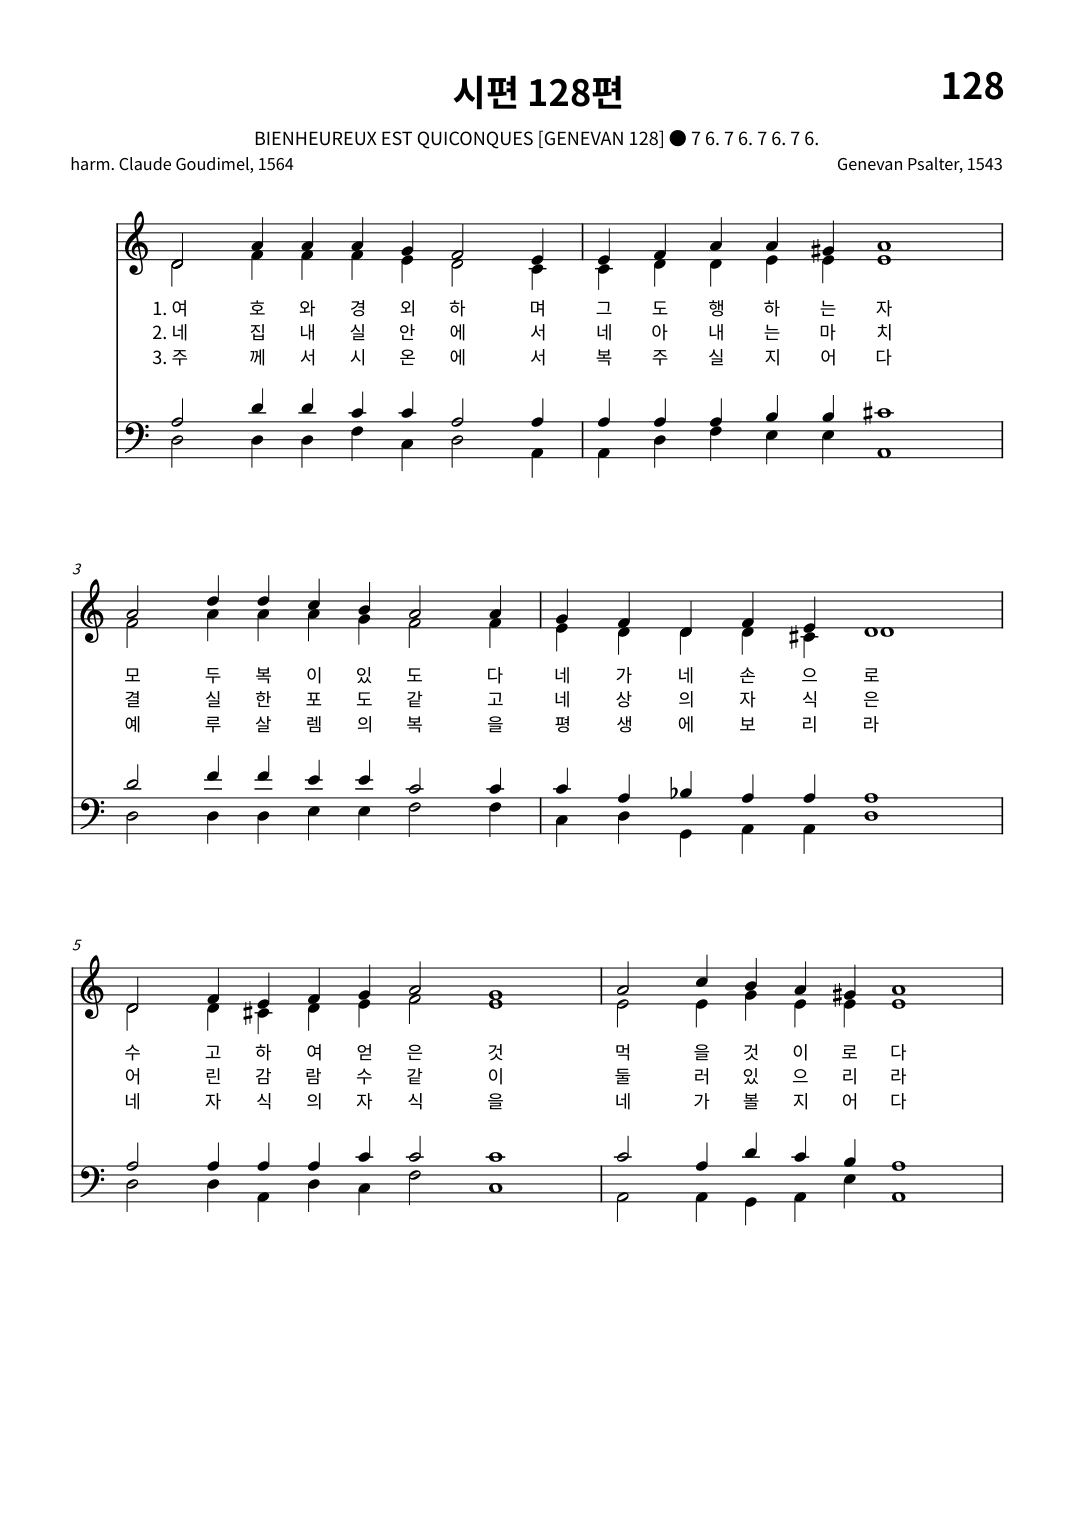 시편 128편
128
BIENHEUREUX EST QUICONQUES [GENEVAN 128] ● 7 6. 7 6. 7 6. 7 6.
harm. Claude Goudimel, 1564
Genevan Psalter, 1543
1. 여 호 와 경 외 하 며 그 도 행 하 는 자
2. 네 집 내 실 안 에 서 네 아 내 는 마 치
3. 주 께 서 시 온 에 서 복 주 실 지 어 다
3
모 두 복 이 있 도 다 네 가 네 손 으 로
결 실 한 포 도 같 고 네 상 의 자 식 은
예 루 살 렘 의 복 을 평 생 에 보 리 라
5
수 고 하 여 얻 은 것 먹 을 것 이 로 다
어 린 감 람 수 같 이 둘 러 있 으 리 라
네 자 식 의 자 식 을 네 가 볼 지 어 다